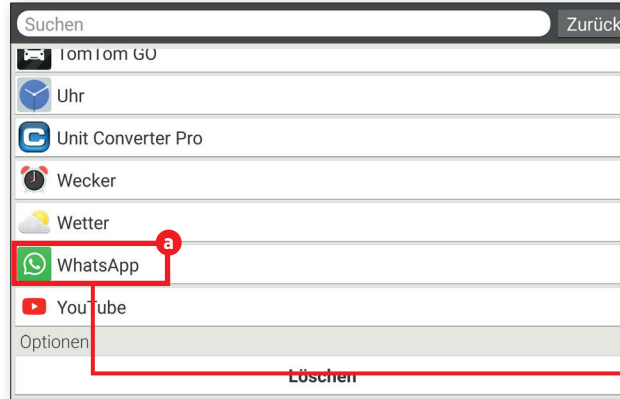 Suchen Zurück
TomTom GO
Uhr
Unit Converter Pro
Wecker
Wetter
a
WhatsApp
YouTube
Optionen
Löschen